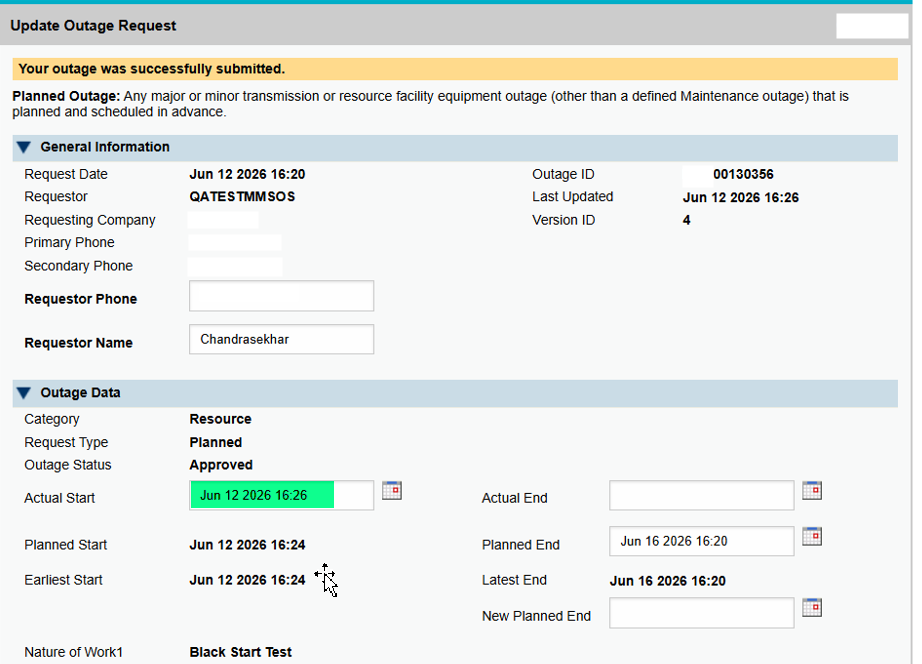 Update Outage Request
Your outage was successfully submitted.
Planned Outage: Any major or minor transmission or resource facility equipment outage (other than a defined Maintenance outage) that is
planned and scheduled in advance.
General Information
Request Date Jun 12 2026 16:20 Outage ID 00130356
Requestor QATESTMMSOS Last Updated Jun 12 2026 16:26
Requesting Company Version ID 4
Primary Phone
Secondary Phone
Requestor Phone
Requestor Name Chandrasekhar
Outage Data
Category Resource
Request Type Planned
Outage Status Approved
Actual Start Jun 12 2026 16:26 Actual End
Planned Start Jun 12 2026 16:24 Planned End Jun 16 2026 16:20
Earliest Start Jun 12 2026 16:24 Latest End Jun 16 2026 16:20
New Planned End
Nature of Work1 Black Start Test